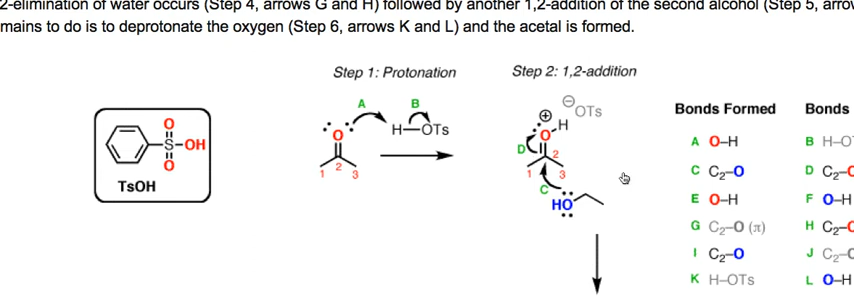 2-elimination of water occurs (Step 4, arrows G and H) followed by another 1,2-addition of the second alcohol (Step 5, arrow
mains to do is to deprotonate the oxygen (Step 6, arrows K and L) and the acetal is formed.
Step 1: Protonation
Step 2: 1,2-addition
Bonds Formed
Bonds
O
S
OH
O
TsOH
A
B
O
H–OTs
1
2
3
⊕
⊖
OTs
H
O
D
1
2
3
C
HO
A O–H
B H–O
C C2–O
D C2–
E O–H
F O–H
G C2–O (π)
H C2–
I C2–O
J C2–
K H–OTs
L O–H